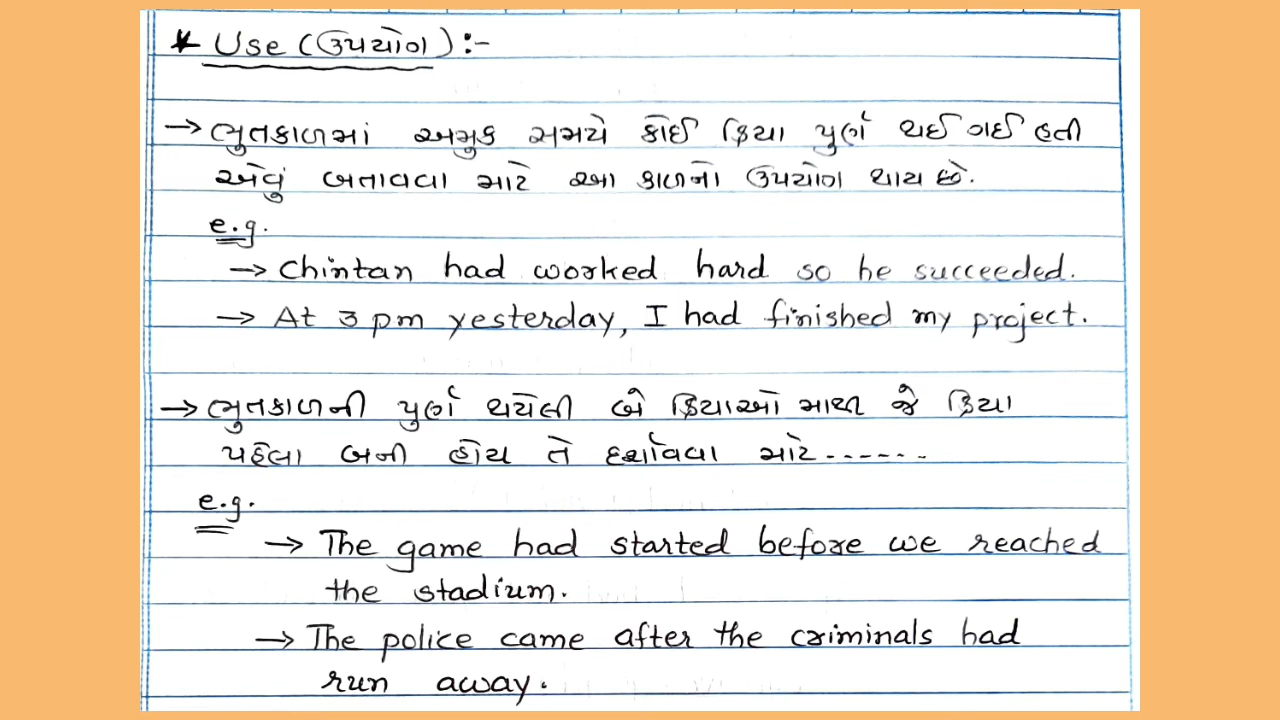 * Use (ઉપયોગ) :-
→ ભુતકાળમાં અમુક સમયે કોઈ ક્રિયા પુર્ણ થઈ ગઈ હતી
એવું બતાવવા માટે આ કાળનો ઉપયોગ થાય છે.
e.g.
→ Chintan had worked hard so he succeeded.
→ At 3 pm yesterday, I had finished my project.
→ ભુતકાળની પુર્ણ થયેલી બે ક્રિયાઓ માથી જે ક્રિયા
પહેલા બની હોય તે દર્શાવવા માટે......
e.g.
→ The game had started before we reached
the stadium.
→ The police came after the criminals had
run away.